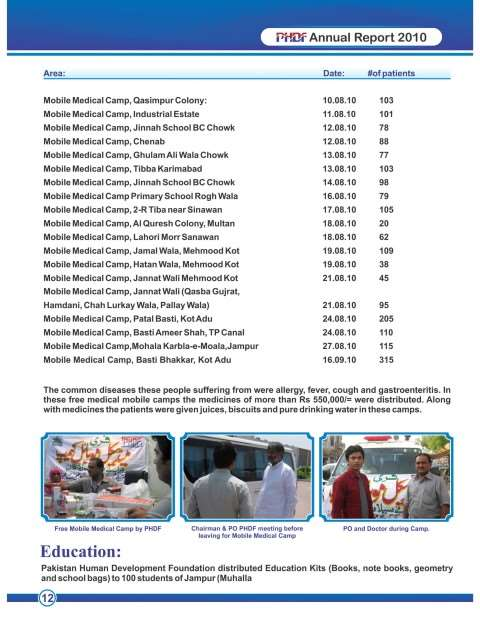 PHDF Annual Report 2010
Area: Date: #of patients
Mobile Medical Camp, Qasimpur Colony: 10.08.10 103
Mobile Medical Camp, Industrial Estate 11.08.10 101
Mobile Medical Camp, Jinnah School BC Chowk 12.08.10 78
Mobile Medical Camp, Chenab 12.08.10 88
Mobile Medical Camp, Ghulam Ali Wala Chowk 13.08.10 77
Mobile Medical Camp, Tibba Karimabad 13.08.10 103
Mobile Medical Camp, Jinnah School BC Chowk 14.08.10 98
Mobile Medical Camp Primary School Rogh Wala 16.08.10 79
Mobile Medical Camp, 2-R Tiba near Sinawan 17.08.10 105
Mobile Medical Camp, Al Quresh Colony, Multan 18.08.10 20
Mobile Medical Camp, Lahori Morr Sanawan 18.08.10 62
Mobile Medical Camp, Jamal Wala, Mehmood Kot 19.08.10 109
Mobile Medical Camp, Hatan Wala, Mehmood Kot 19.08.10 38
Mobile Medical Camp, Jannat Wali Mehmood Kot 21.08.10 45
Mobile Medical Camp, Jannat Wali (Qasba Gujrat,
Hamdani, Chah Lurkay Wala, Pallay Wala) 21.08.10 95
Mobile Medical Camp, Patal Basti, Kot Adu 24.08.10 205
Mobile Medical Camp, Basti Ameer Shah, TP Canal 24.08.10 110
Mobile Medical Camp,Mohala Karbla-e-Moala,Jampur 27.08.10 115
Mobile Medical Camp, Basti Bhakkar, Kot Adu 16.09.10 315
The common diseases these people suffering from were allergy, fever, cough and gastroenteritis. In
these free medical mobile camps the medicines of more than Rs 550,000/= were distributed. Along
with medicines the patients were given juices, biscuits and pure drinking water in these camps.
Free Mobile Medical Camp by PHDF
Chairman & PO PHDF meeting before
leaving for Mobile Medical Camp
PO and Doctor during Camp.
Education:
Pakistan Human Development Foundation distributed Education Kits (Books, note books, geometry
and school bags) to 100 students of Jampur (Muhalla
12